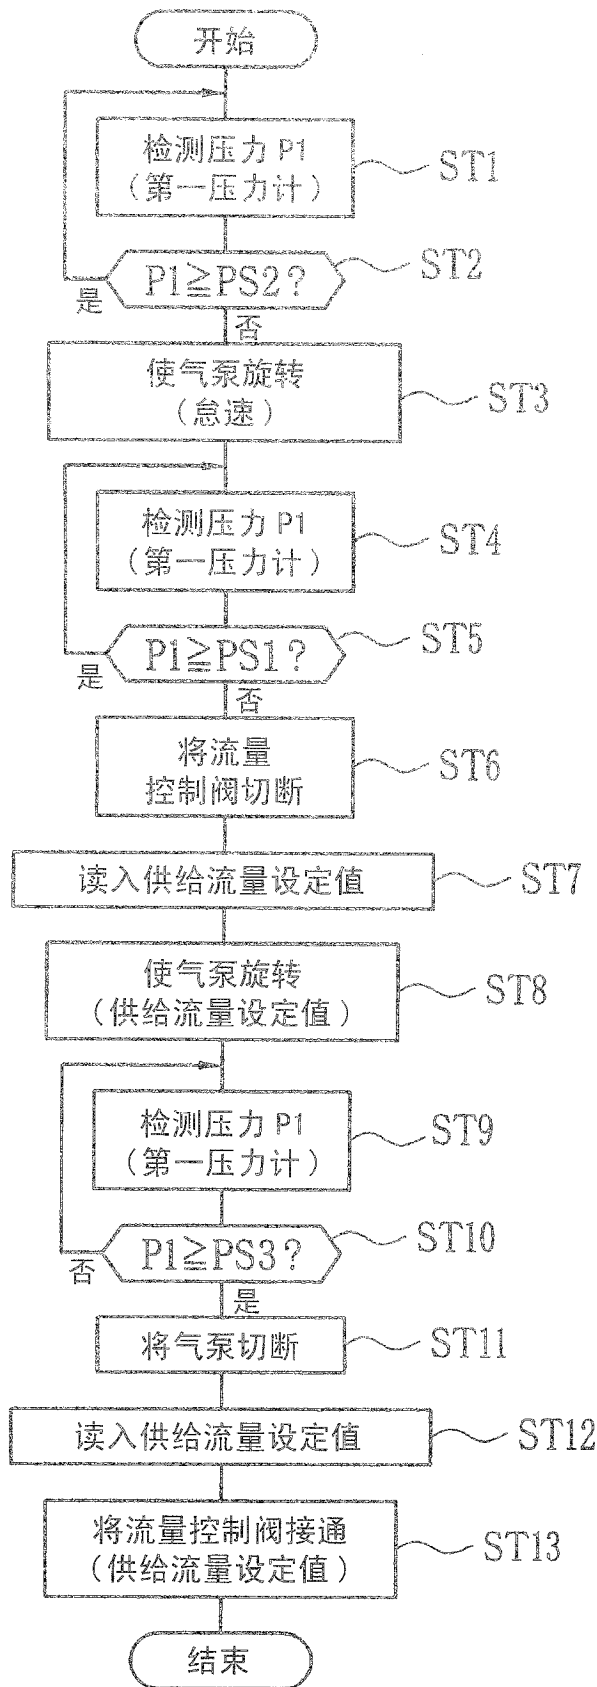 开始
检测压力 P1
(第一压力计)
ST1
P1≧PS2?
ST2
是
否
使气泵旋转
(怠速)
ST3
检测压力 P1
(第一压力计)
ST4
P1≧PS1?
ST5
是
否
将流量
控制阀切断
ST6
读入供给流量设定值
ST7
使气泵旋转
(供给流量设定值)
ST8
检测压力 P1
(第一压力计)
ST9
P1≧PS3?
ST10
否
是
将气泵切断
ST11
读入供给流量设定值
ST12
将流量控制阀接通
(供给流量设定值)
ST13
结束